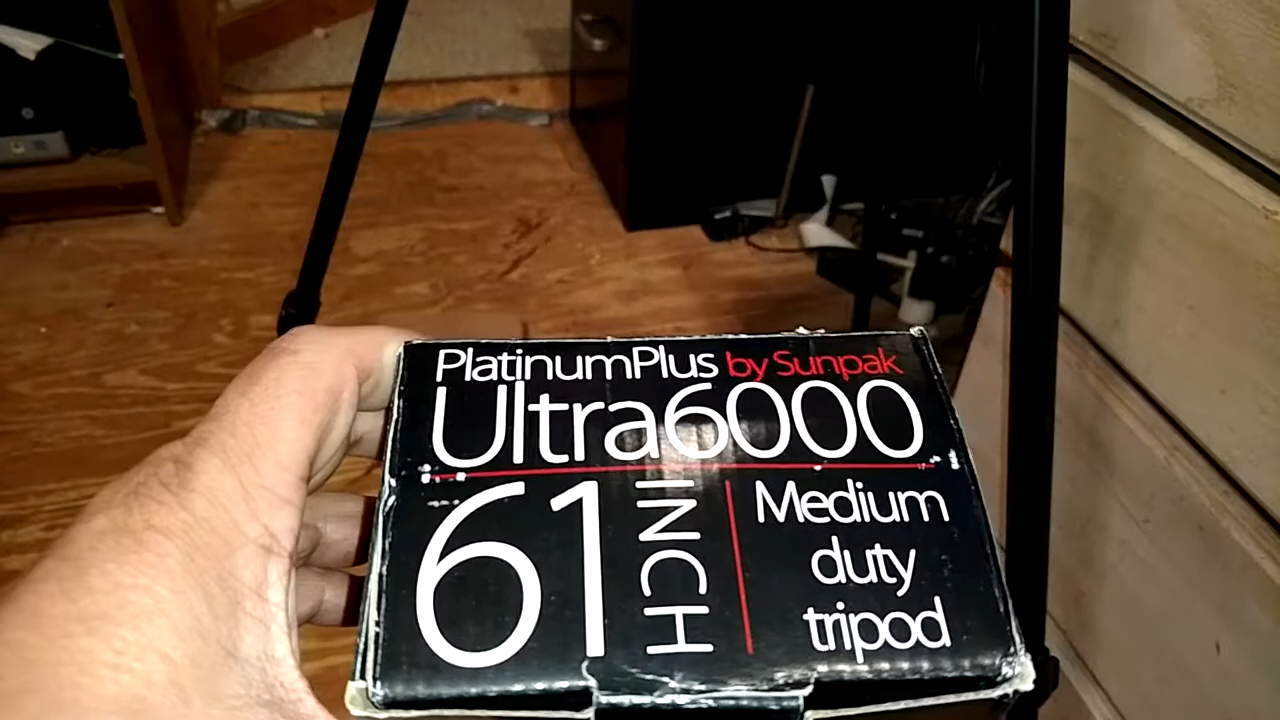 PlatinumPlus by Sunpak
Ultra6000
61 INCH
Medium
duty
tripod